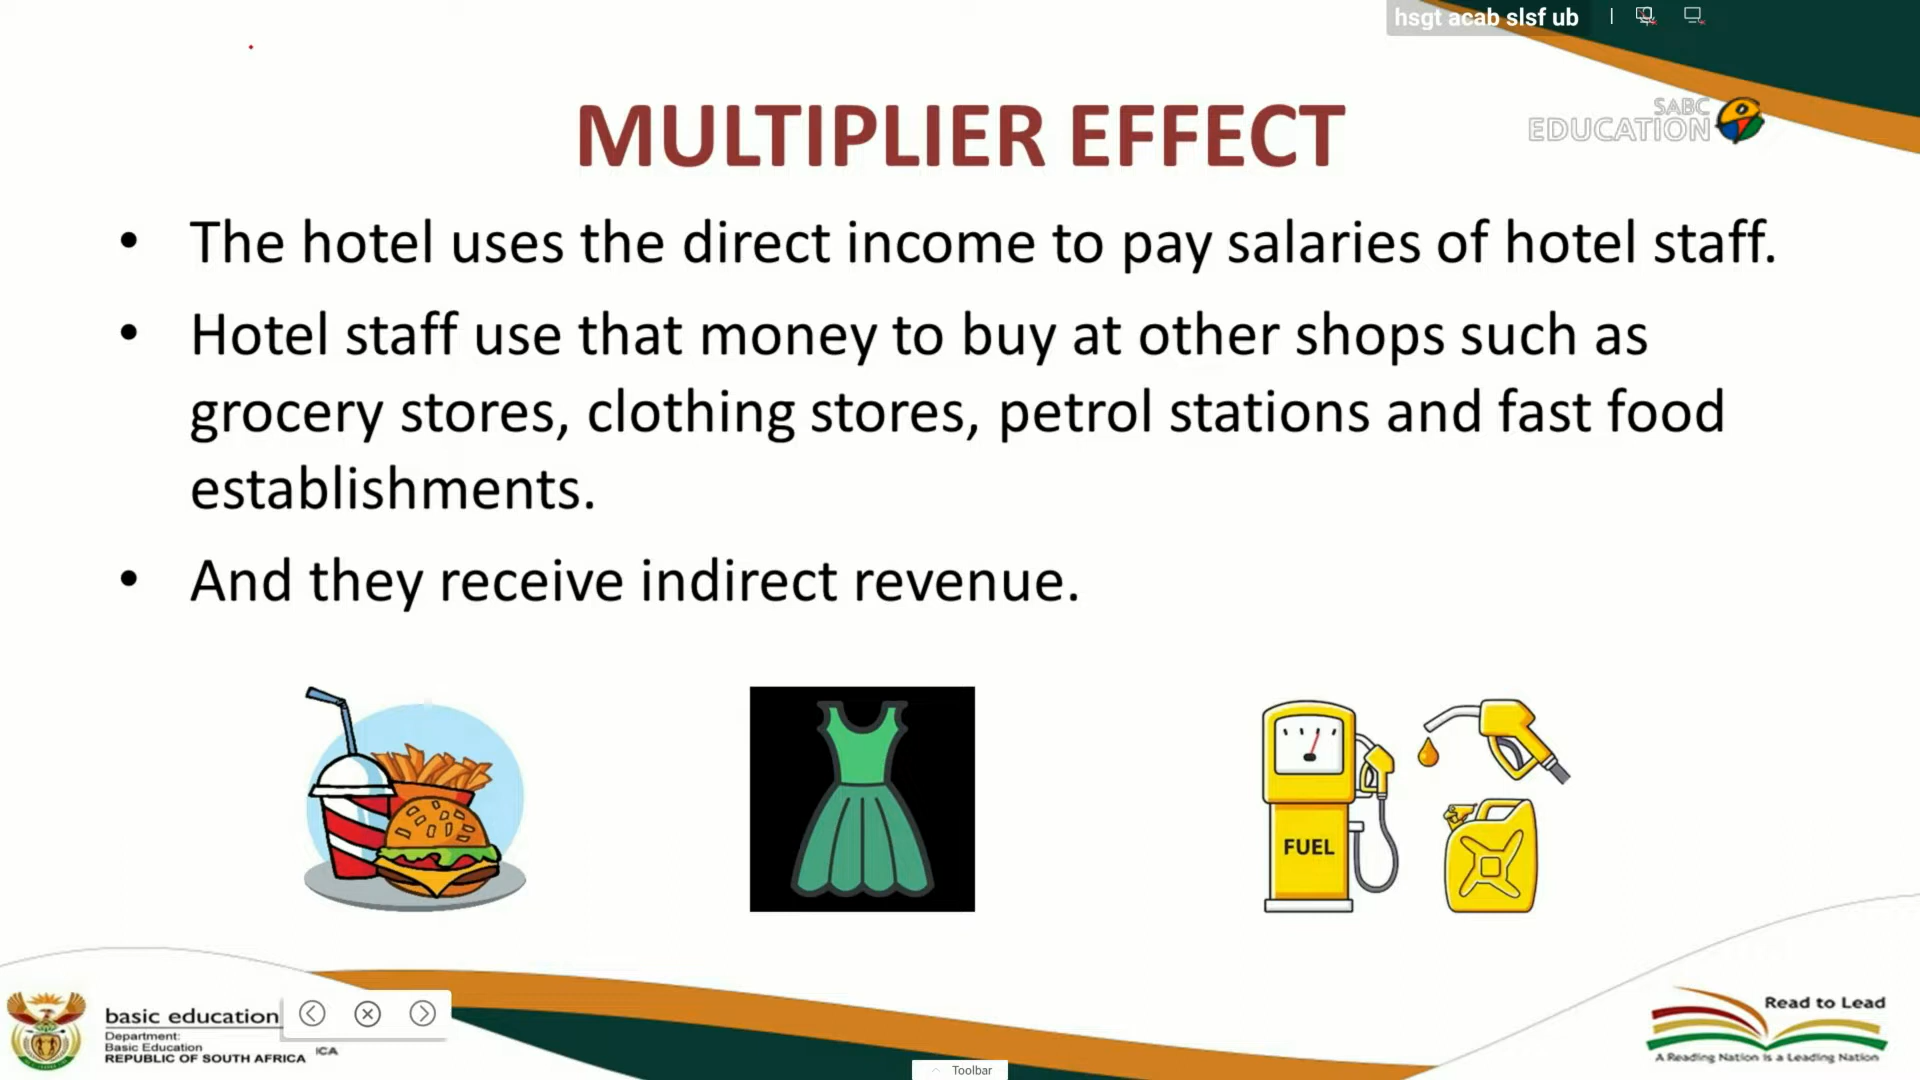 hsgt acab slsf ub
SABC
EDUCATION
MULTIPLIER EFFECT
• The hotel uses the direct income to pay salaries of hotel staff.
• Hotel staff use that money to buy at other shops such as
grocery stores, clothing stores, petrol stations and fast food
establishments.
• And they receive indirect revenue.
FUEL
basic education
Department:
Basic Education
REPUBLIC OF SOUTH AFRICA
ICA
Read to Lead
A Reading Nation is a Leading Nation
Toolbar